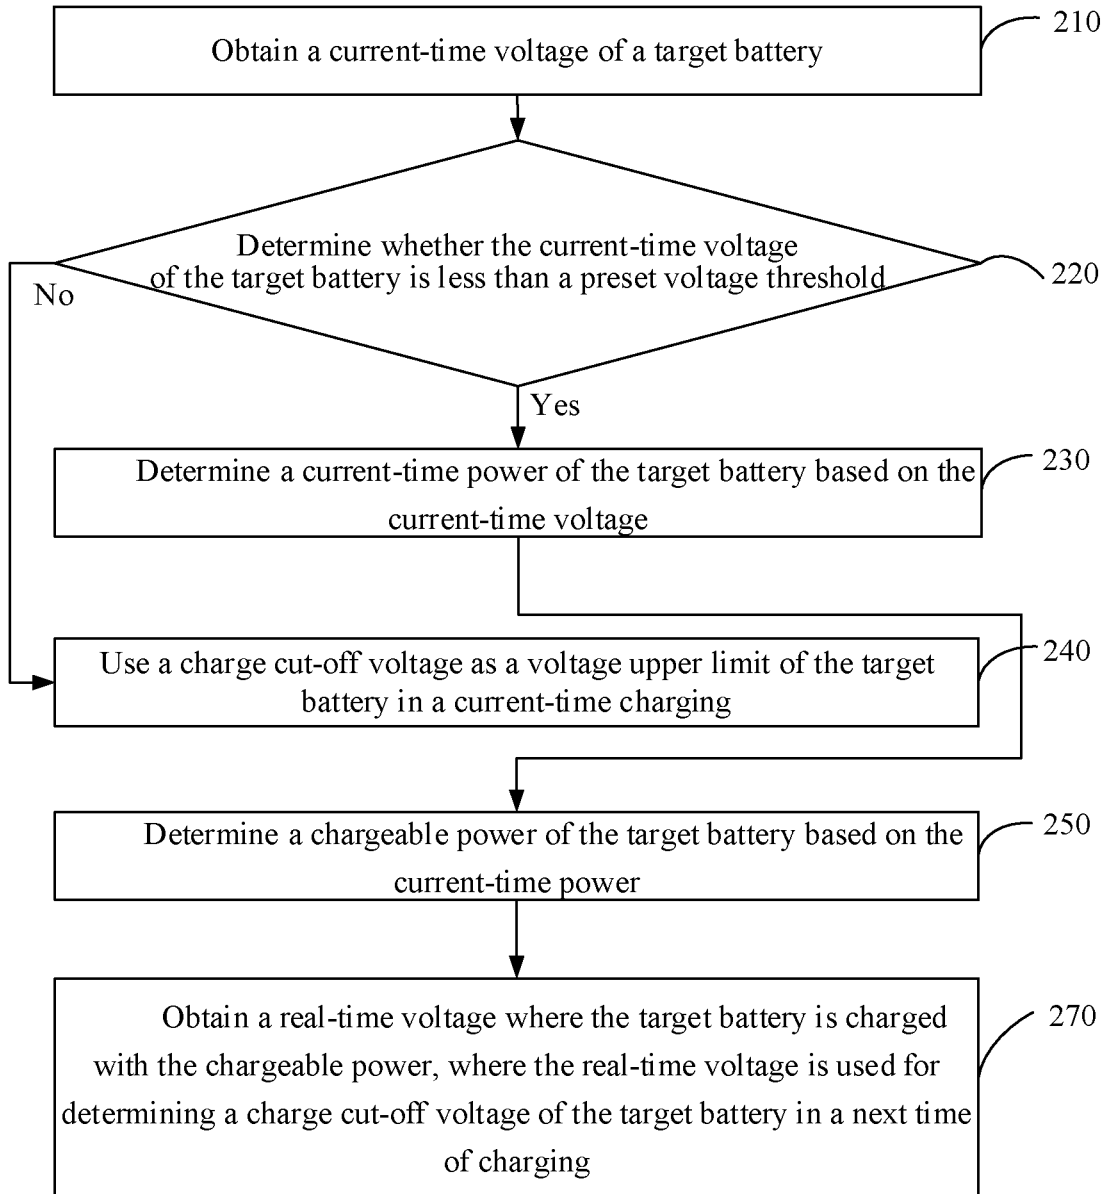 Obtain a current-time voltage of a target battery
210
Determine whether the current-time voltage
of the target battery is less than a preset voltage threshold
220
No
Yes
Determine a current-time power of the target battery based on the
current-time voltage
230
Use a charge cut-off voltage as a voltage upper limit of the target
battery in a current-time charging
240
Determine a chargeable power of the target battery based on the
current-time power
250
Obtain a real-time voltage where the target battery is charged
with the chargeable power, where the real-time voltage is used for
determining a charge cut-off voltage of the target battery in a next time
of charging
270